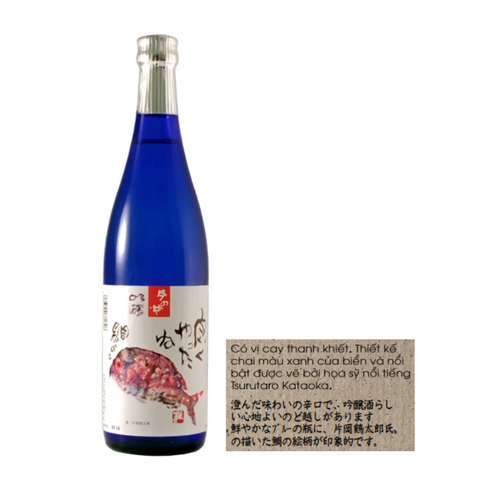 吟醸
Có vị cay thanh khiết. Thiết kế
chai màu xanh của biển và nổi
bật được vẽ bởi họa sỹ nổi tiếng
Tsurutaro Kataoka.
澄んだ味わいの辛口で、吟醸酒らし
い心地よいのど越しがあります
鮮やかなブルーの瓶に、片岡鶴太郎氏
の描いた鯛の絵柄が印象的です。